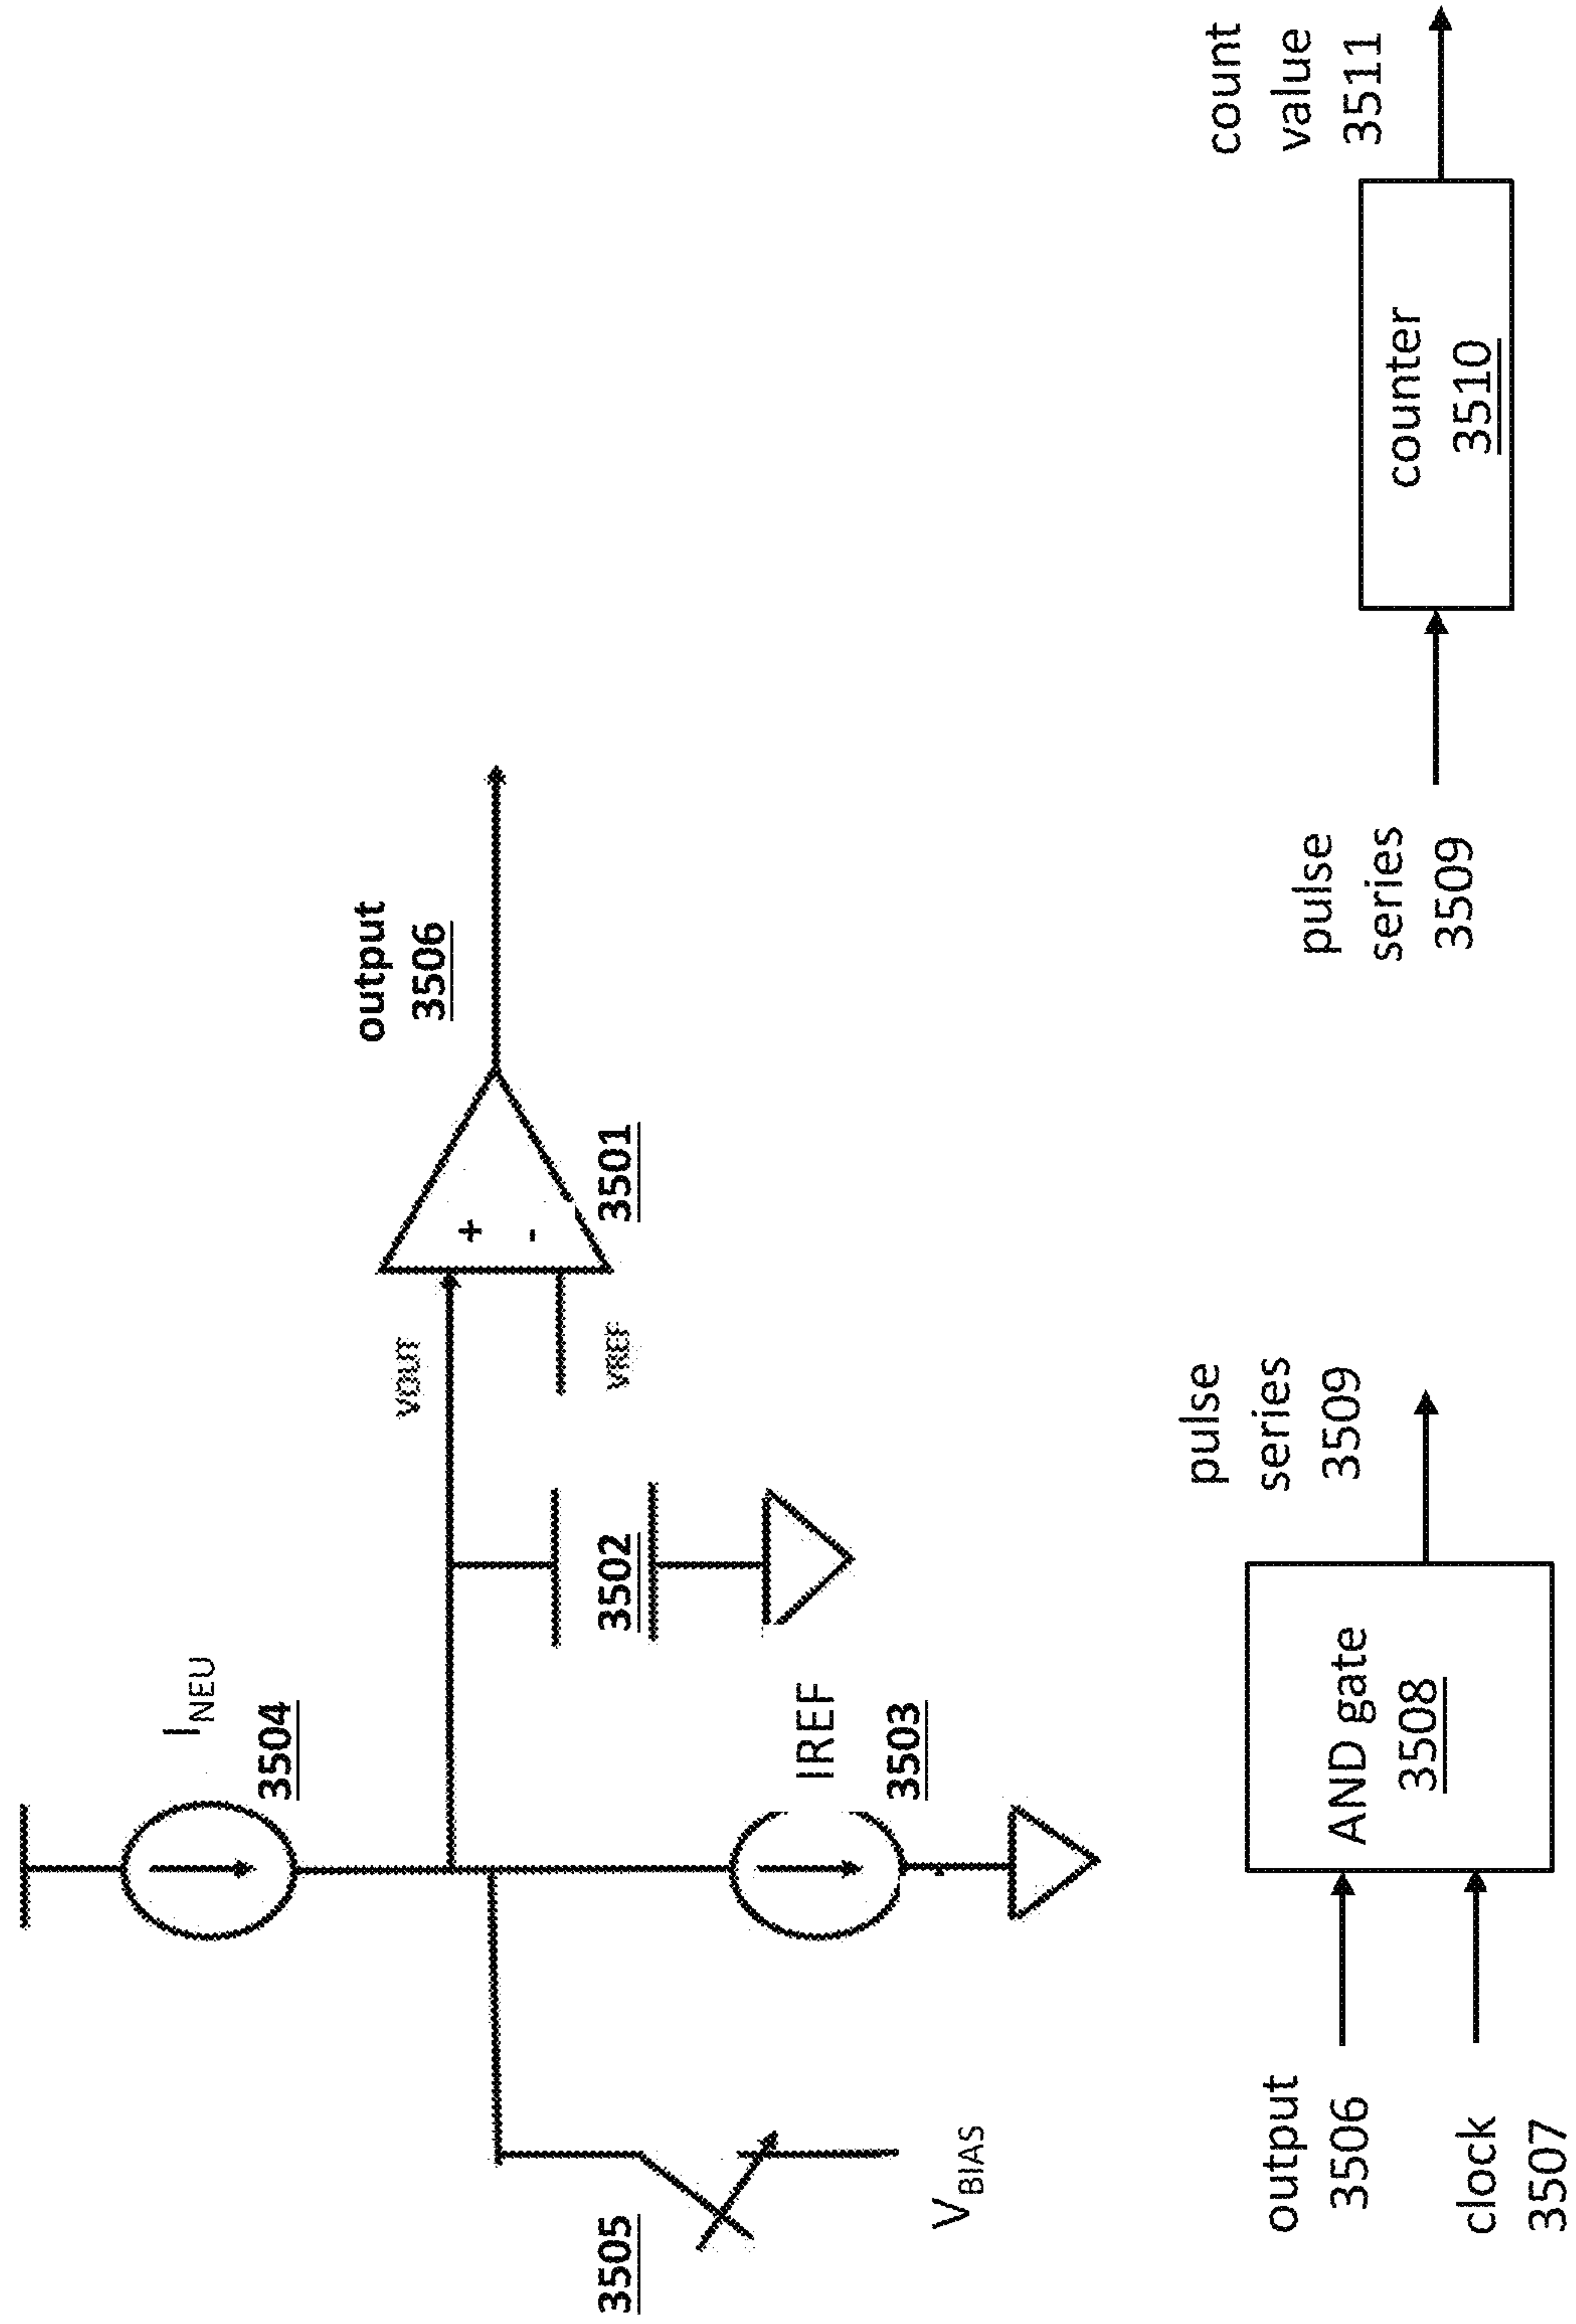 I_NEU
3504
output
3506
VOUT
+
-
3501
VREF
3502
IREF
3503
3505
V_BIAS
output
3506
clock
3507
AND gate
3508
pulse
series
3509
pulse
series
3509
counter
3510
count
value
3511